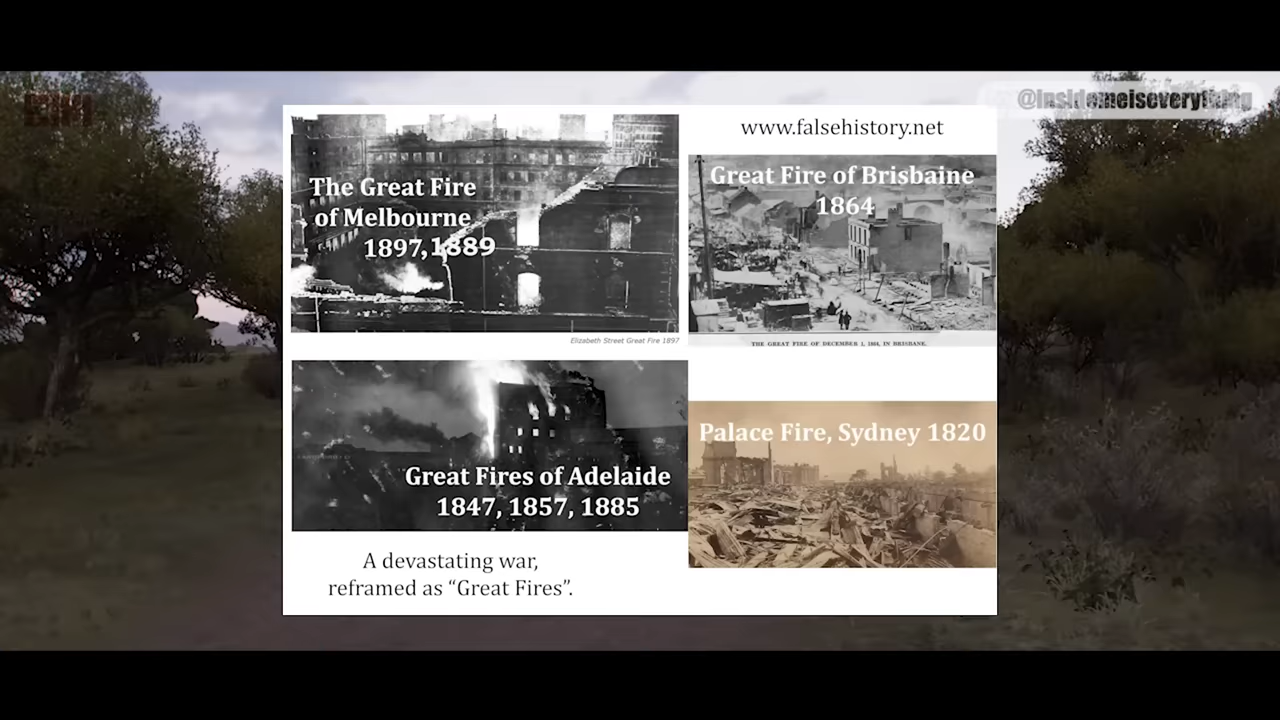 @insidemeiseverything
www.falsehistory.net
The Great Fire
of Melbourne
1897,1889
Elizabeth Street Great Fire 1897
Great Fire of Brisbaine
1864
THE GREAT FIRE OF DECEMBER 1, 1864, IN BRISBANE.
Great Fires of Adelaide
1847, 1857, 1885
Palace Fire, Sydney 1820
A devastating war,
reframed as “Great Fires”.